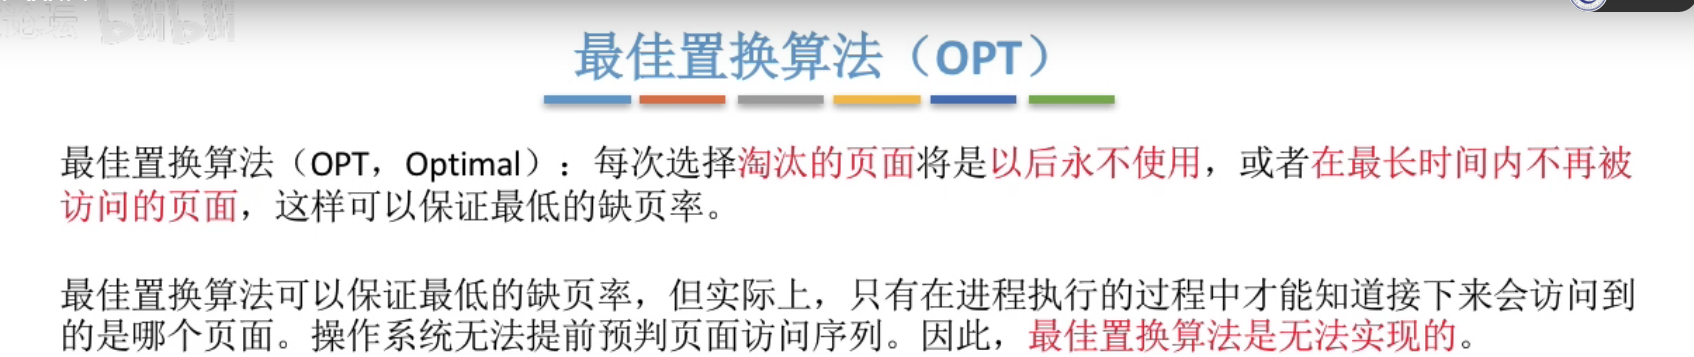 论坛 bilibili
最佳置换算法（OPT）
最佳置换算法（OPT，Optimal）：每次选择淘汰的页面将是以后永不使用，或者在最长时间内不再被
访问的页面，这样可以保证最低的缺页率。
最佳置换算法可以保证最低的缺页率，但实际上，只有在进程执行的过程中才能知道接下来会访问到
的是哪个页面。操作系统无法提前预判页面访问序列。因此，最佳置换算法是无法实现的。